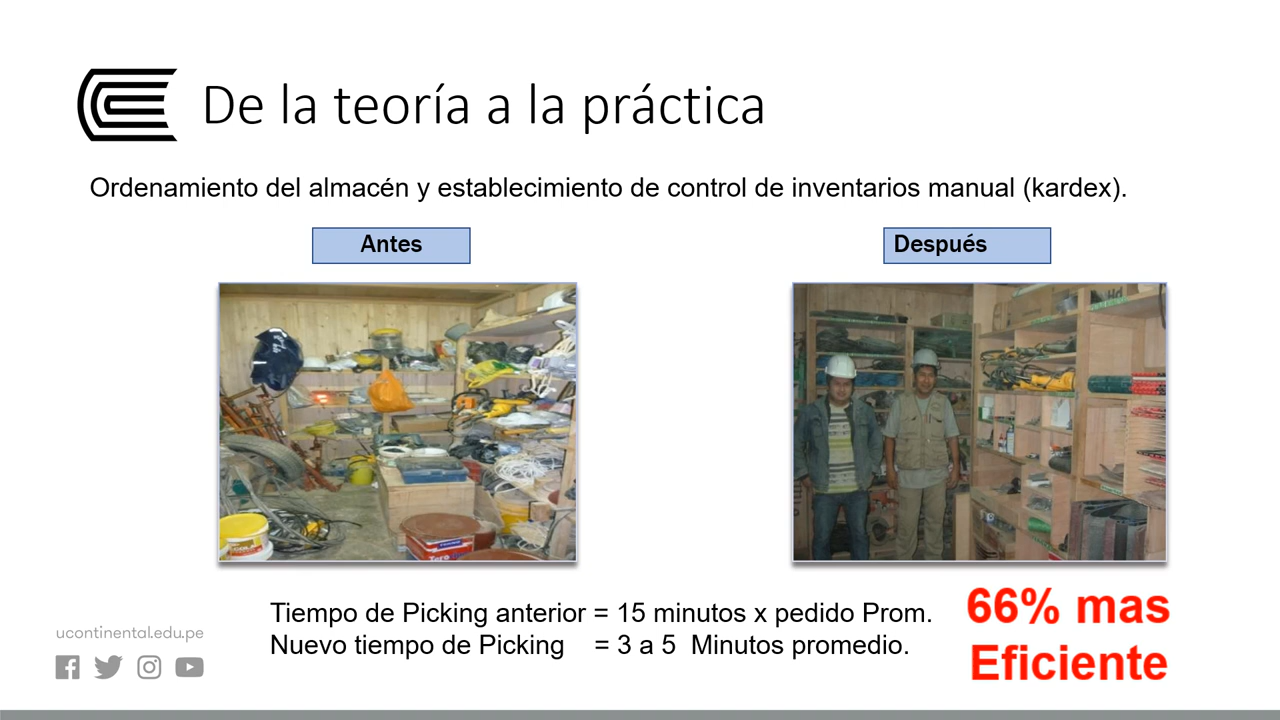 De la teoría a la práctica
Ordenamiento del almacén y establecimiento de control de inventarios manual (kardex).
Antes
Después
Tiempo de Picking anterior = 15 minutos x pedido Prom.
Nuevo tiempo de Picking = 3 a 5 Minutos promedio.
66% mas
Eficiente
ucontinental.edu.pe